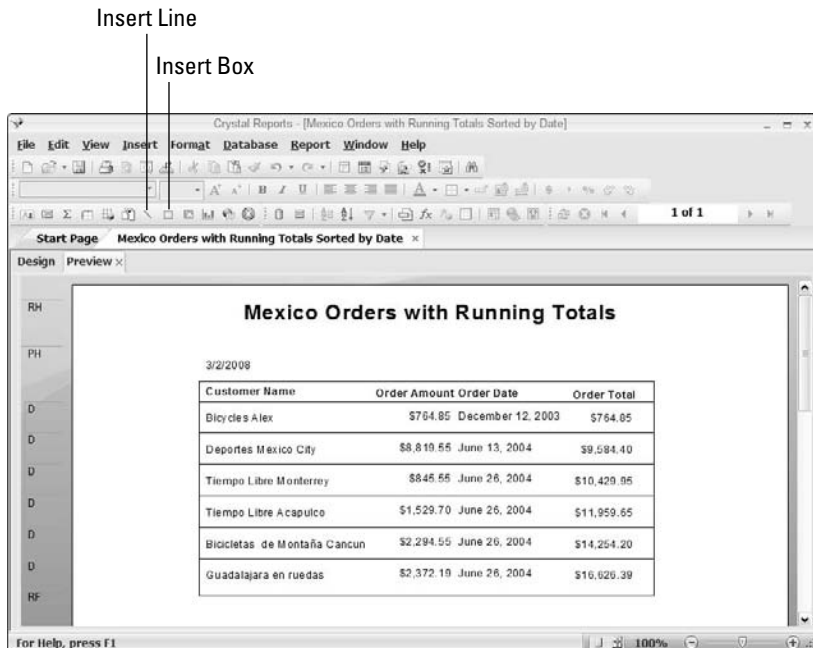 Insert Line
Insert Box
Crystal Reports - [Mexico Orders with Running Totals Sorted by Date]
File Edit View Insert Format Database Report Window Help
1 of 1
Start Page Mexico Orders with Running Totals Sorted by Date
Design Preview
RH
Mexico Orders with Running Totals
PH
3/2/2008
Customer Name Order Amount Order Date Order Total
D
Bicycles Alex $764.85 December 12, 2003 $764.85
D
Deportes Mexico City $8,819.55 June 13, 2004 $9,584.40
D
Tiempo Libre Monterrey $845.55 June 26, 2004 $10,429.95
D
Tiempo Libre Acapulco $1,529.70 June 26, 2004 $11,959.65
D
Bicicletas de Montaña Cancun $2,294.55 June 26, 2004 $14,254.20
D
Guadalajara en ruedas $2,372.19 June 26, 2004 $16,626.39
RF
For Help, press F1
100%